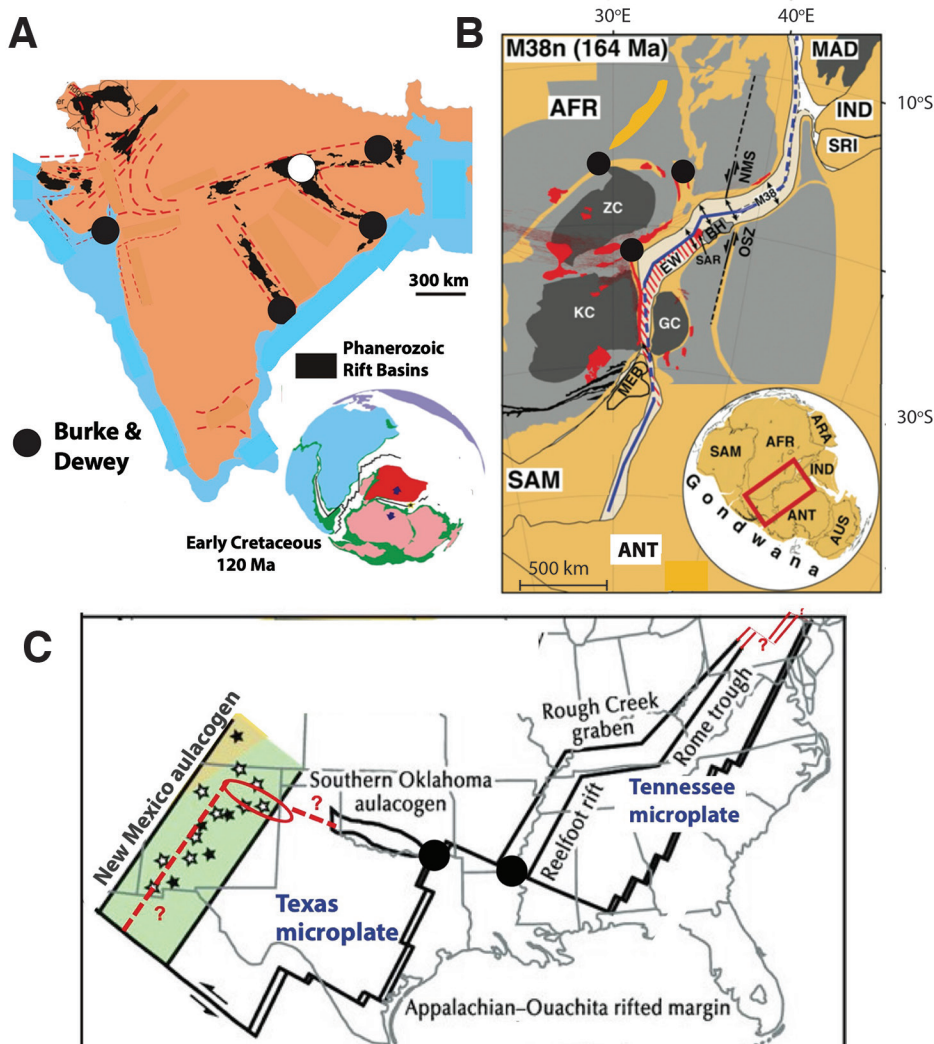 A
300 km
Phanerozoic
Rift Basins
Burke &
Dewey
Early Cretaceous
120 Ma
B
30°E
40°E
M38n (164 Ma)
MAD
AFR
IND
10°S
SRI
NMS
ZC
M38
BH
OSZ
SAR
EW
KC
GC
MEB
30°S
SAM
ANT
500 km
ARA
AFR
SAM
IND
ANT
AUS
Gondwana
C
New Mexico aulacogen
Rough Creek
graben
Rome trough
?
Southern Oklahoma
aulacogen
?
Reelfoot rift
Tennessee
microplate
?
Texas
microplate
Appalachian–Ouachita rifted margin